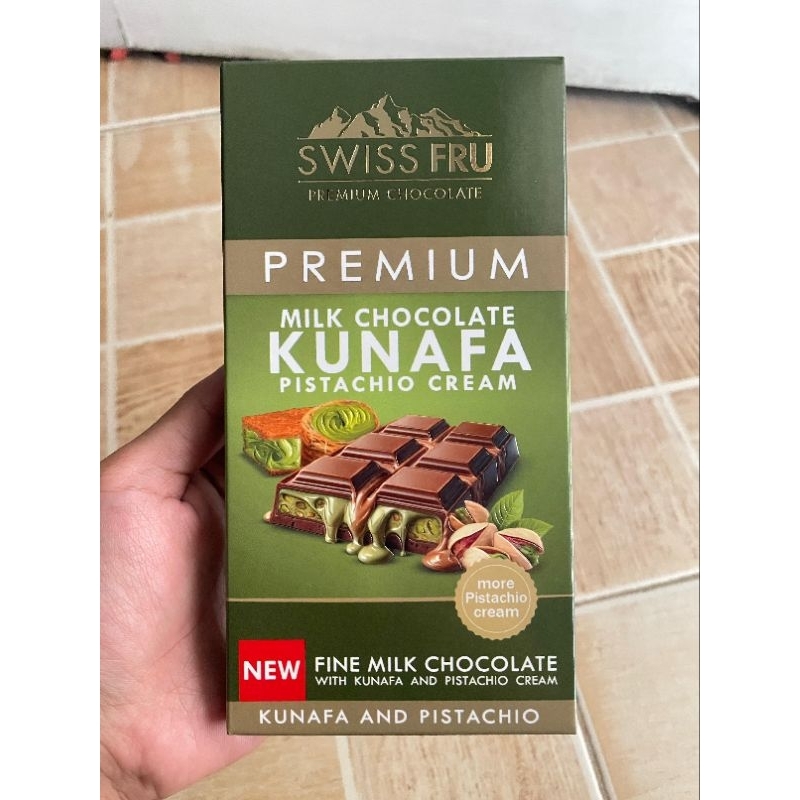 SWISS FRU
PREMIUM CHOCOLATE
PREMIUM
MILK CHOCOLATE
KUNAFA
PISTACHIO CREAM
more
Pistachio
cream
NEW
FINE MILK CHOCOLATE
WITH KUNAFA AND PISTACHIO CREAM
KUNAFA AND PISTACHIO